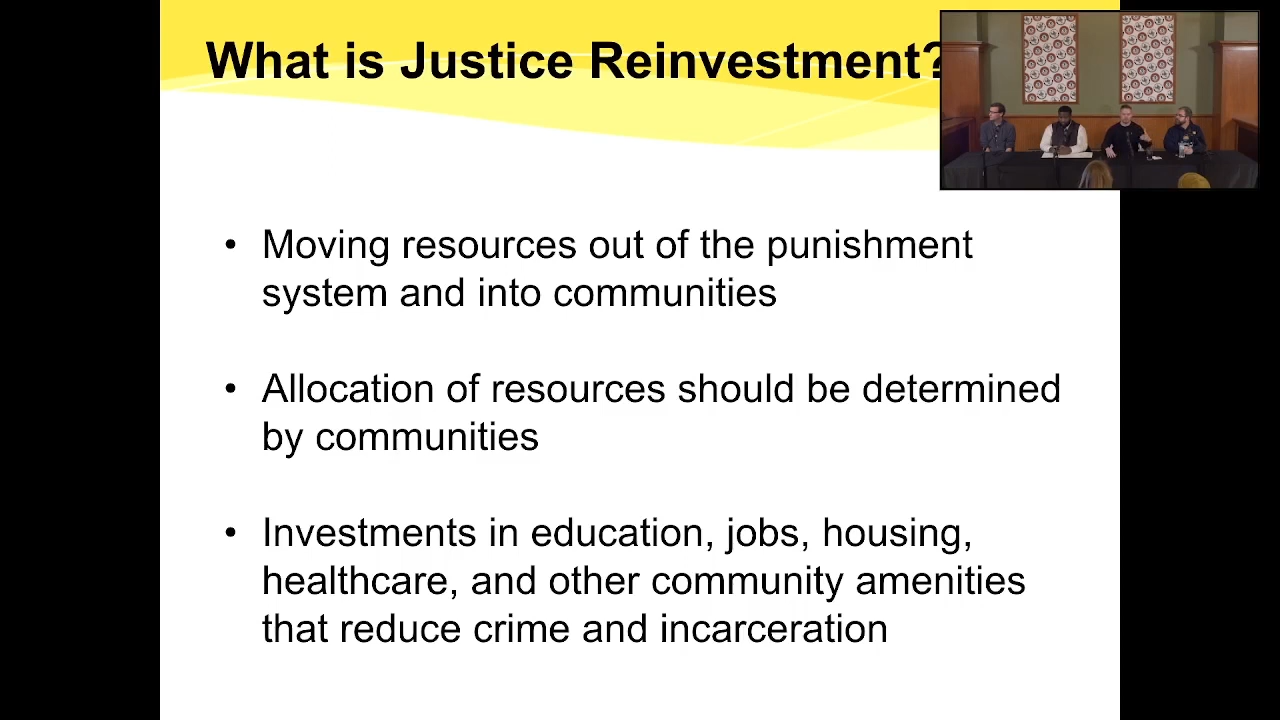 What is Justice Reinvestment?
• Moving resources out of the punishment
system and into communities
• Allocation of resources should be determined
by communities
• Investments in education, jobs, housing,
healthcare, and other community amenities
that reduce crime and incarceration